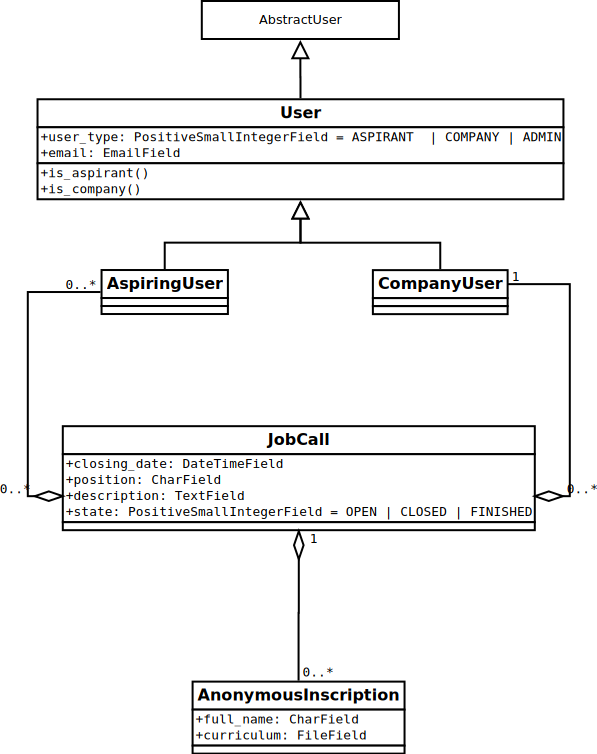 AbstractUser
User
+user_type: PositiveSmallIntegerField = ASPIRANT  | COMPANY | ADMIN
+email: EmailField
+is_aspirant()
+is_company()
0..*
AspiringUser
CompanyUser
1
JobCall
+closing_date: DateTimeField
+position: CharField
+description: TextField
+state: PositiveSmallIntegerField = OPEN | CLOSED | FINISHED
0..*
0..*
1
0..*
AnonymousInscription
+full_name: CharField
+curriculum: FileField